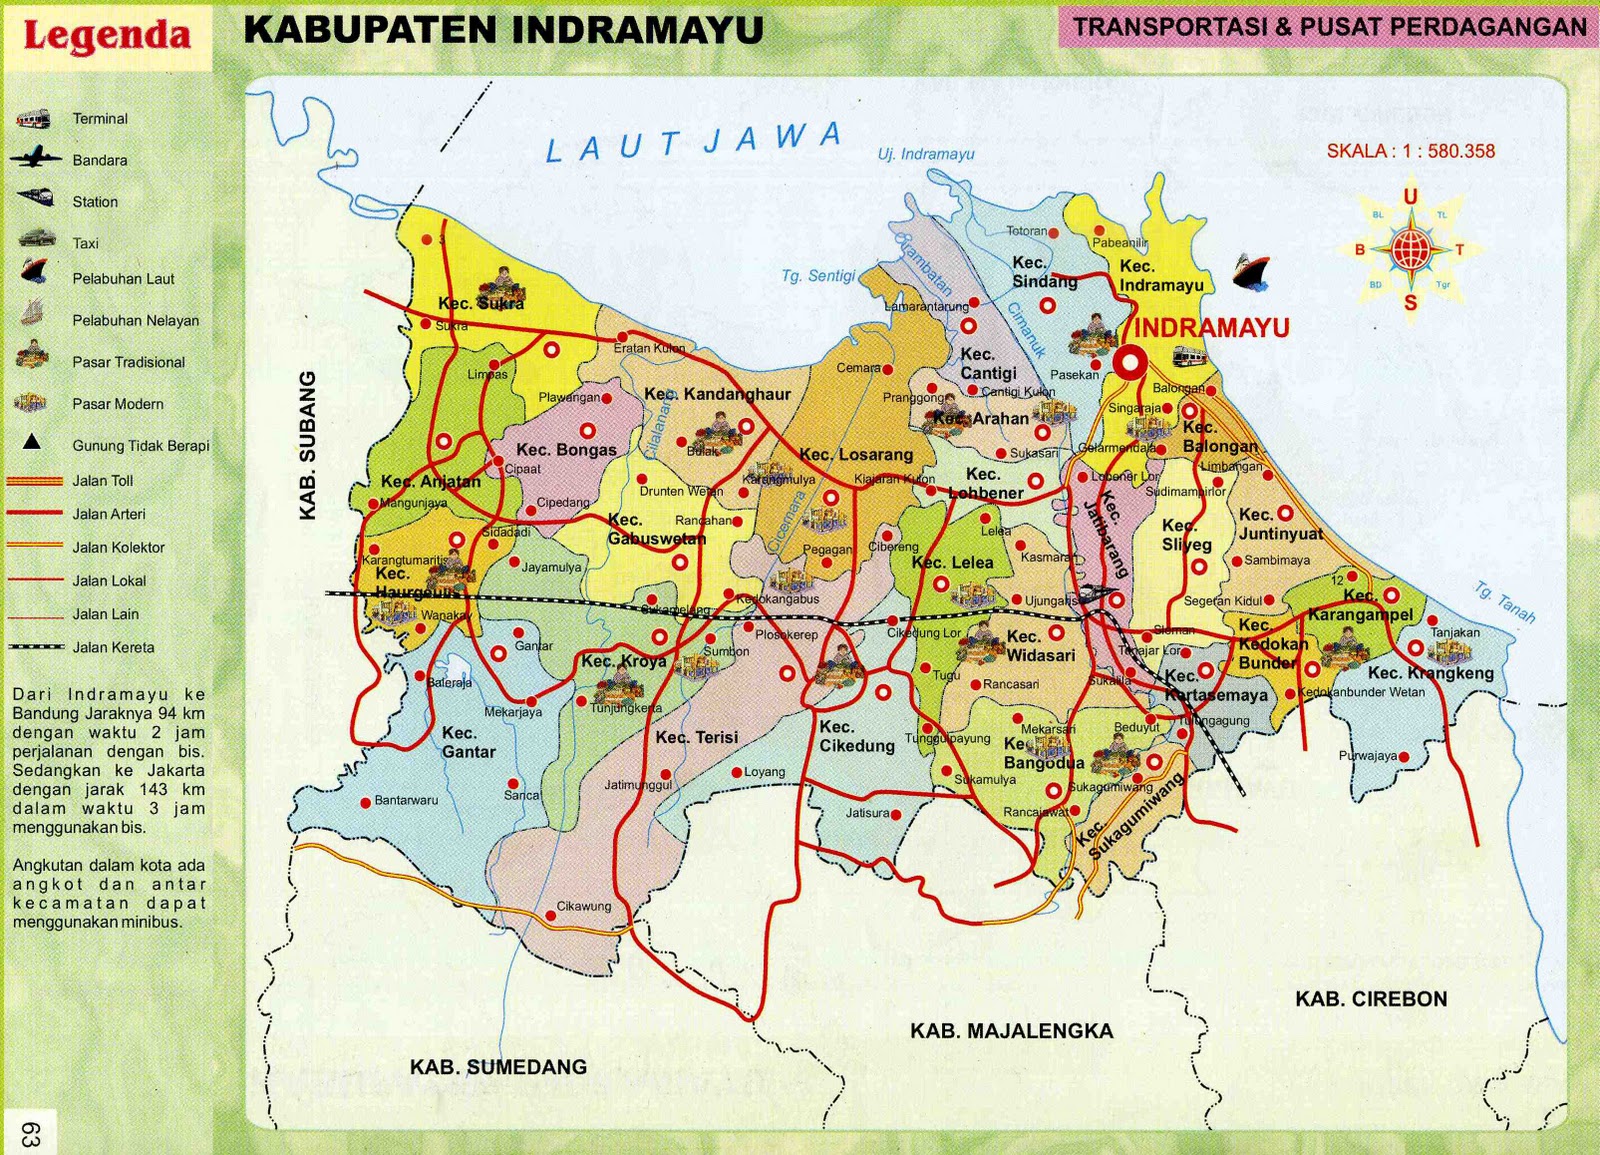 Legenda
KABUPATEN INDRAMAYU
TRANSPORTASI & PUSAT PERDAGANGAN
Terminal
Bandara
Station
Taxi
Pelabuhan Laut
Pelabuhan Nelayan
Pasar Tradisional
Pasar Modern
Gunung Tidak Berapi
Jalan Toll
Jalan Arteri
Jalan Kolektor
Jalan Lokal
Jalan Lain
Jalan Kereta
Dari Indramayu ke
Bandung Jaraknya 94 km
dengan waktu 2 jam
perjalanan dengan bis.
Sedangkan ke Jakarta
dengan jarak 143 km
dalam waktu 3 jam
menggunakan bis.
Angkutan dalam kota ada
angkot dan antar
kecamatan dapat
menggunakan minibus.
63
LAUT JAWA
Uj. Indramayu
SKALA : 1 : 580.358
U
BL
TL
B
T
BD
Tgr
S
Tg. Sentigi
Tg. Tanah
KAB. SUBANG
KAB. SUMEDANG
KAB. MAJALENGKA
KAB. CIREBON
3
Kec. Sukra
Sukra
Limpas
Eratan Kulon
Plawangan
Kec. Kandanghaur
Cilalanang
Bulak
Kec. Bongas
Cipaat
Cipedang
Kec. Anjatan
Mangunjaya
Sidadadi
Karangtumaritis
Kec.
Haurgeulis
Wanakay
Jayamulya
Drunten Wetan
Rancahan
Kec.
Gabuswetan
Karangmulya
Cicemara
Pegagan
Kec. Losarang
Kiajaran Kulon
Cemara
Cibereng
Totoran
Pabeanilir
Kec.
Sindang
Kec.
Indramayu
INDRAMAYU
Lamarantarung
Cimanuk
Kec.
Cantigi
Cantigi Kulon
Pasekan
Pranggong
Kec. Arahan
Sukasari
Balongan
Singaraja
Kec.
Balongan
Gelarmendala
Limbangan
Kec.
Lohbener
Lobener Lor
Sudimampirlor
Kec.
Jatibarang
Kec.
Sliyeg
Kec.
Juntinyuat
Sambimaya
Segeran Kidul
12
Kec.
Karangampel
Tanjakan
Kec. Krangkeng
Kec.
Kedokan
Bunder
Kedokanbunder Wetan
Purwajaya
Lelea
Kec. Lelea
Kasmaran
Kedokangabus
Sukamelang
Plosokerep
Cikedung Lor
Kec.
Widasari
Sleman
Tenajar Lor
Sukalila
Kec.
Kertasemaya
Tulungagung
Gantar
Baleraja
Mekarjaya
Kec.
Gantar
Bantarwaru
Sanca
Kec. Kroya
Tunjungkerta
Sumbon
Kec. Terisi
Jatimunggul
Loyang
Cikawung
Kec.
Cikedung
Jatisura
Tugu
Rancasari
Tunggulpayung
Mekarsari
Beduyut
Kec.
Bangodua
Sukamulya
Sukagumiwang
Rancajawat
Kec.
Sukagumiwang